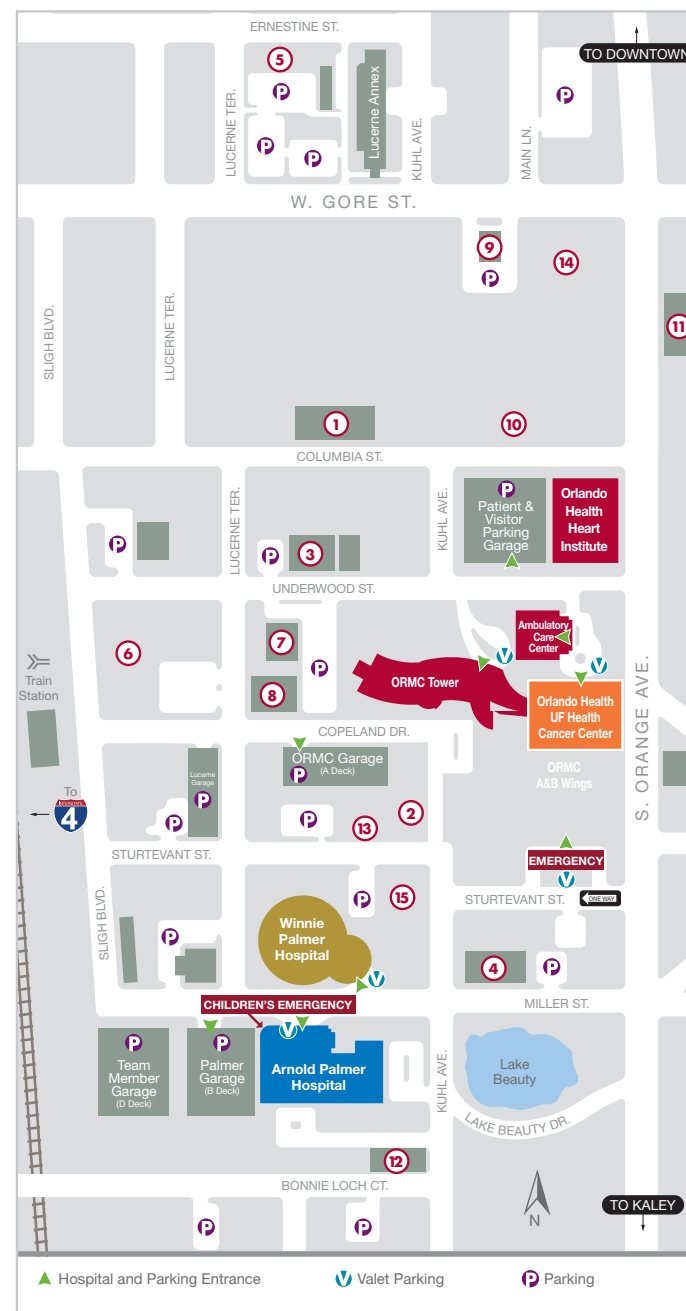 ERNESTINE ST.
TO DOWNTOWN
5
P
P
P
P
P
LUCERNE TER.
Lucerne Annex
KUHL AVE.
MAIN LN.
W. GORE ST.
9
P
14
SLIGH BLVD.
LUCERNE TER.
11
1
10
COLUMBIA ST.
P
LUCERNE TER.
P
3
KUHL AVE.
P
Patient &
Visitor
Parking
Garage
Orlando
Health
Heart
Institute
UNDERWOOD ST.
6
7
P
8
Ambulatory
Care
Center
V
V
ORMC Tower
Orlando Health
UF Health
Cancer Center
Train
Station
S. ORANGE AVE.
COPELAND DR.
ORMC Garage
(A Deck)
P
ORMC
A&B Wings
Lucerne
Garage
P
To
INTERSTATE
4
P
P
13
2
STURTEVANT ST.
EMERGENCY
V
STURTEVANT ST.
ONE WAY
SLIGH BLVD.
P
P
15
Winnie
Palmer
Hospital
V
4
P
CHILDREN'S EMERGENCY
MILLER ST.
P
Team
Member
Garage
(D Deck)
P
Palmer
Garage
(B Deck)
V
Arnold Palmer
Hospital
KUHL AVE.
Lake
Beauty
LAKE BEAUTY DR.
12
BONNIE LOCH CT.
P
P
N
TO KALEY
Hospital and Parking Entrance
V Valet Parking
P Parking